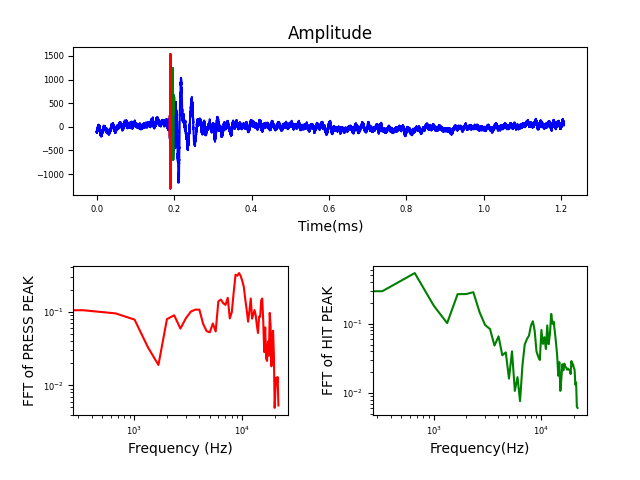 Amplitude
1500
1000
500
0
−500
−1000
0.0 0.2 0.4 0.6 0.8 1.0 1.2
Time(ms)
FFT of PRESS PEAK
10⁻¹
10⁻²
10³ 10⁴
Frequency (Hz)
FFT of HIT PEAK
10⁻¹
10⁻²
10³ 10⁴
Frequency(Hz)